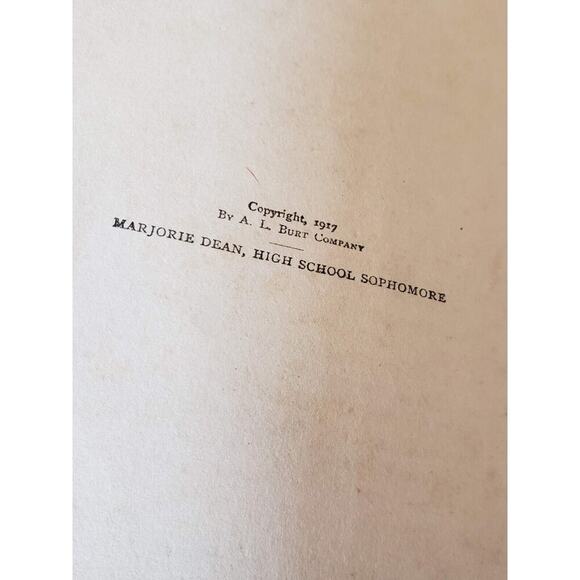 Copyright, 1917
By A. L. Burt Company
MARJORIE DEAN, HIGH SCHOOL SOPHOMORE